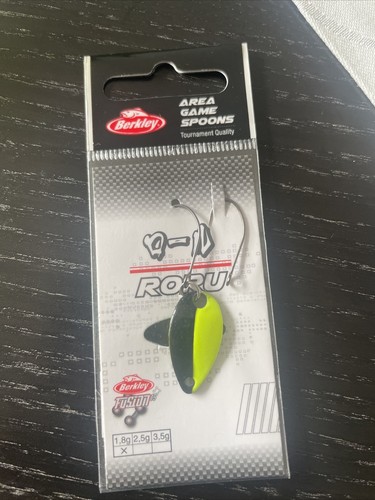 Berkley
AREA
GAME
SPOONS
Tournament Quality
ロール
RORU
Berkley
FUSION
1,8g 2,5g 3,5g
X